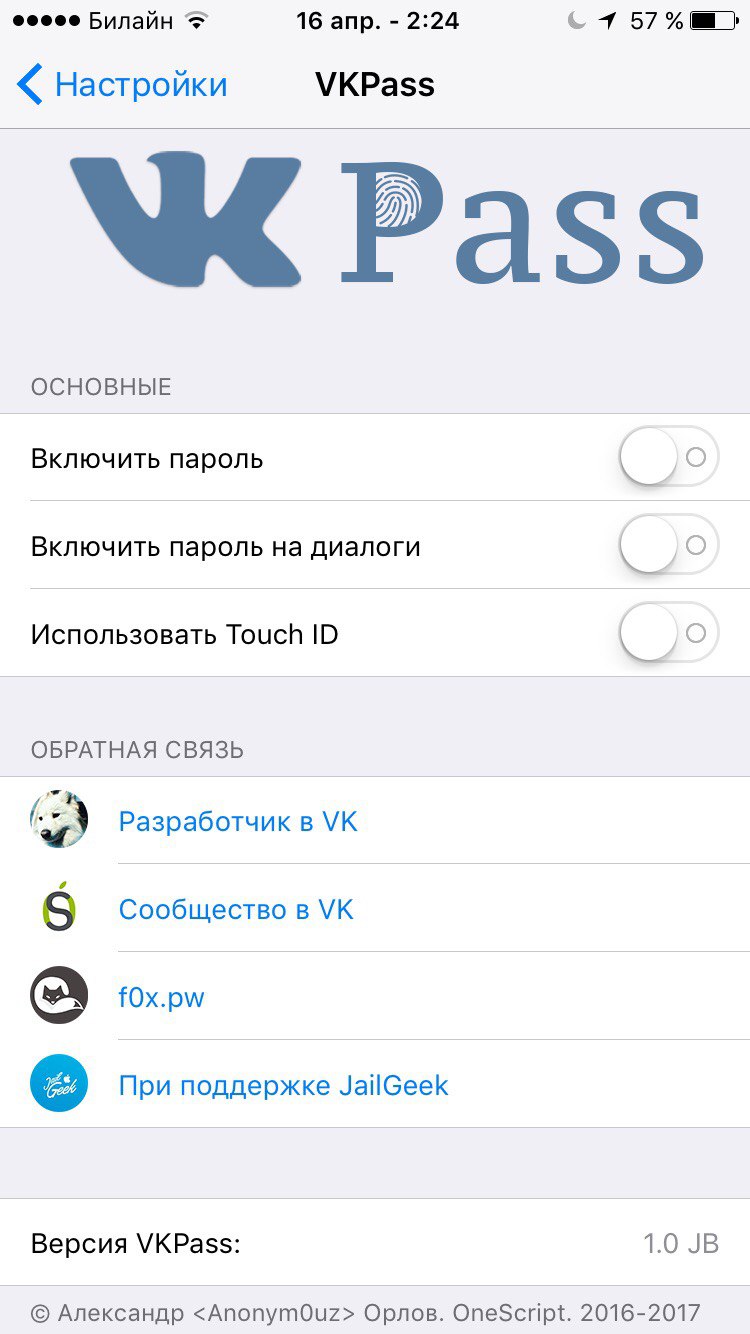 Билайн 16 апр. - 2:24 57 %
Настройки VKPass
VK Pass
ОСНОВНЫЕ
Включить пароль
Включить пароль на диалоги
Использовать Touch ID
ОБРАТНАЯ СВЯЗЬ
Разработчик в VK
Сообщество в VK
f0x.pw
Jail Geek
При поддержке JailGeek
Версия VKPass: 1.0 JB
© Александр <Anonym0uz> Орлов. OneScript. 2016-2017